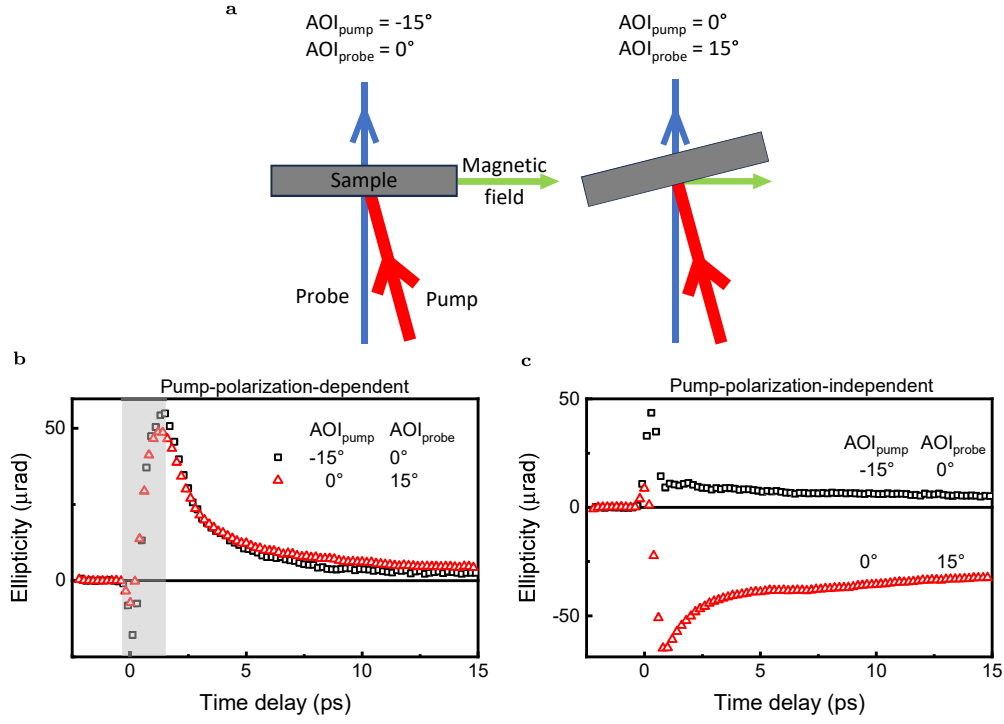 a
AOIpump = -15°
AOIprobe = 0°
AOIpump = 0°
AOIprobe = 15°
Sample
Magnetic
field
Probe
Pump
b
Pump-polarization-dependent
AOIpump AOIprobe
-15° 0°
0° 15°
50
0
Ellipticity (µrad)
0 5 10 15
Time delay (ps)
c
Pump-polarization-independent
AOIpump AOIprobe
-15° 0°
0° 15°
50
0
-50
Ellipticity (µrad)
0 5 10 15
Time delay (ps)